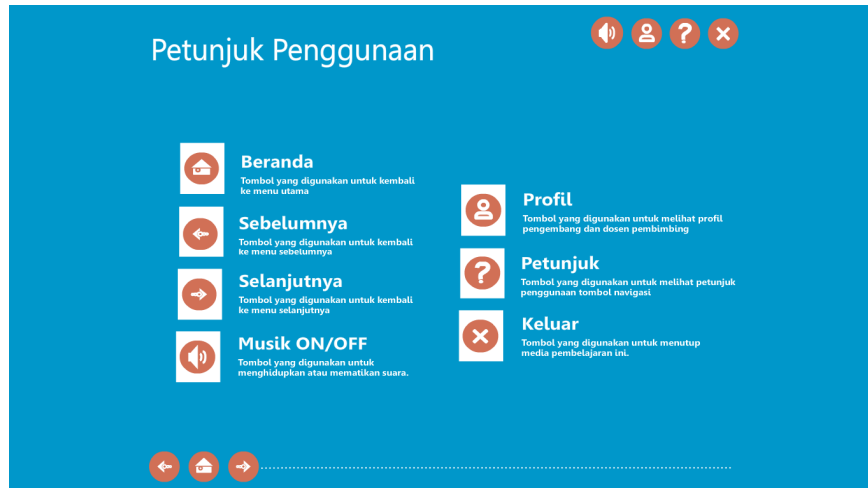 Petunjuk Penggunaan
Beranda
Tombol yang digunakan untuk kembali
ke menu utama
Sebelumnya
Tombol yang digunakan untuk kembali
ke menu sebelumnya
Selanjutnya
Tombol yang digunakan untuk kembali
ke menu selanjutnya
Musik ON/OFF
Tombol yang digunakan untuk
menghidupkan atau mematikan suara.
Profil
Tombol yang digunakan untuk melihat profil
pengembang dan dosen pembimbing
Petunjuk
Tombol yang digunakan untuk melihat petunjuk
penggunaan tombol navigasi
Keluar
Tombol yang digunakan untuk menutup
media pembelajaran ini.